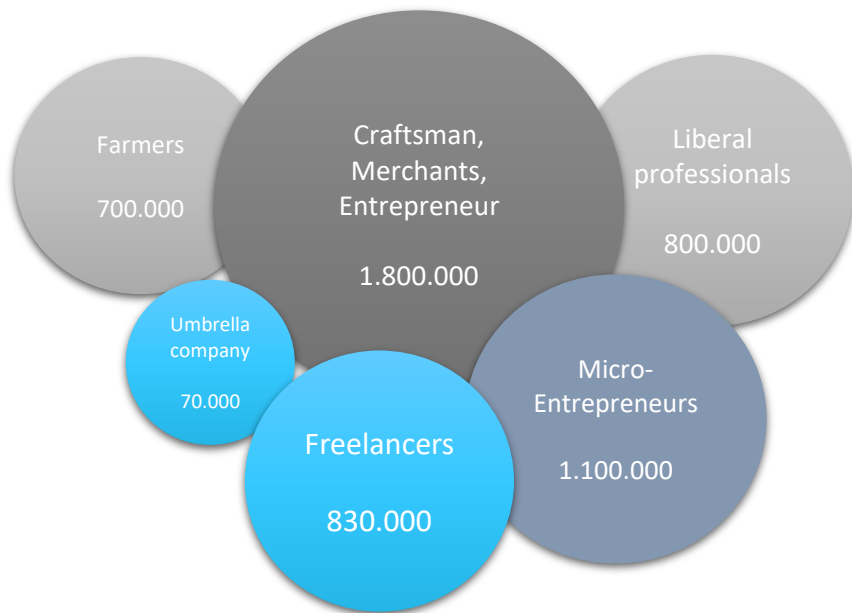 Farmers
700.000
Craftsman,
Merchants,
Entrepreneur
1.800.000
Liberal
professionals
800.000
Umbrella
company
70.000
Freelancers
830.000
Micro-
Entrepreneurs
1.100.000